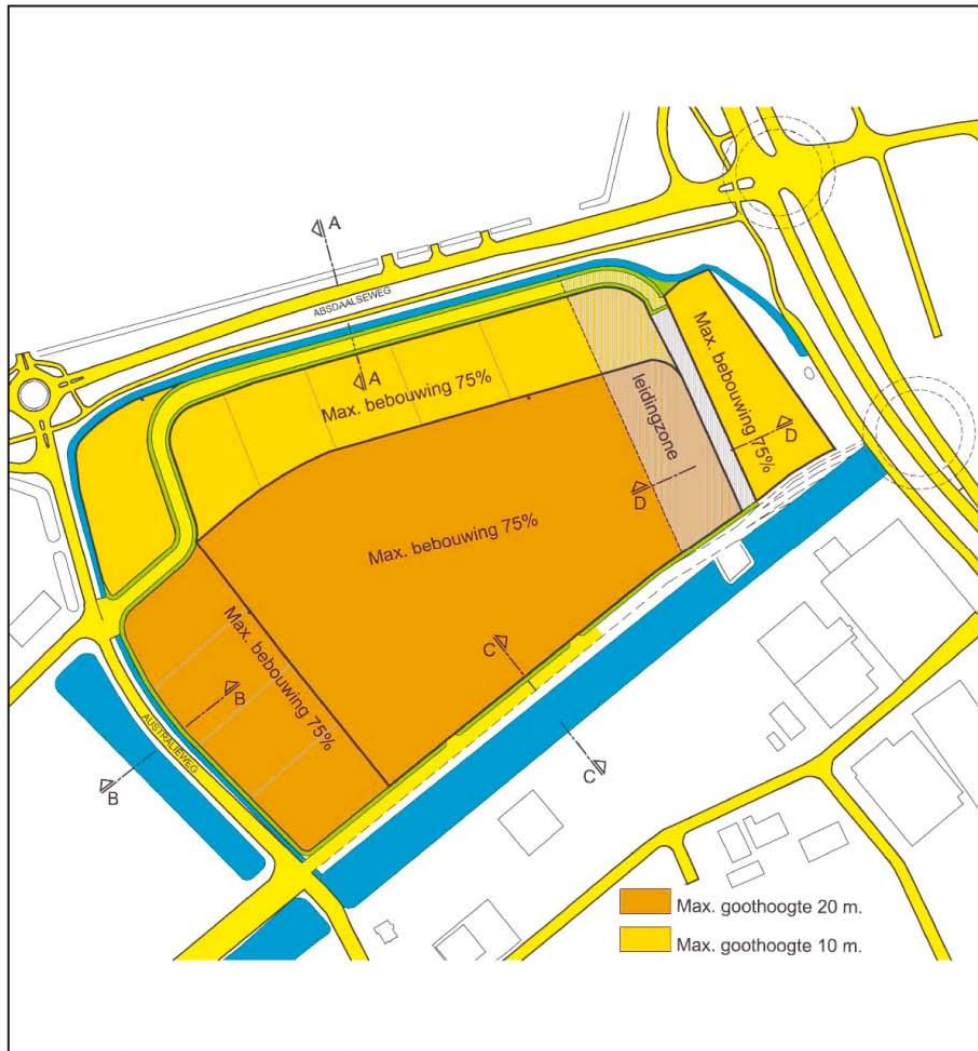 A
ABSDAALSEWEG
A
Max. bebouwing 75%
Max. bebouwing 75%
leidingzone
D
D
Max. bebouwing 75%
Max. bebouwing 75%
C
B
AUSTRALIEWEG
B
C
Max. goothoogte 20 m.
Max. goothoogte 10 m.